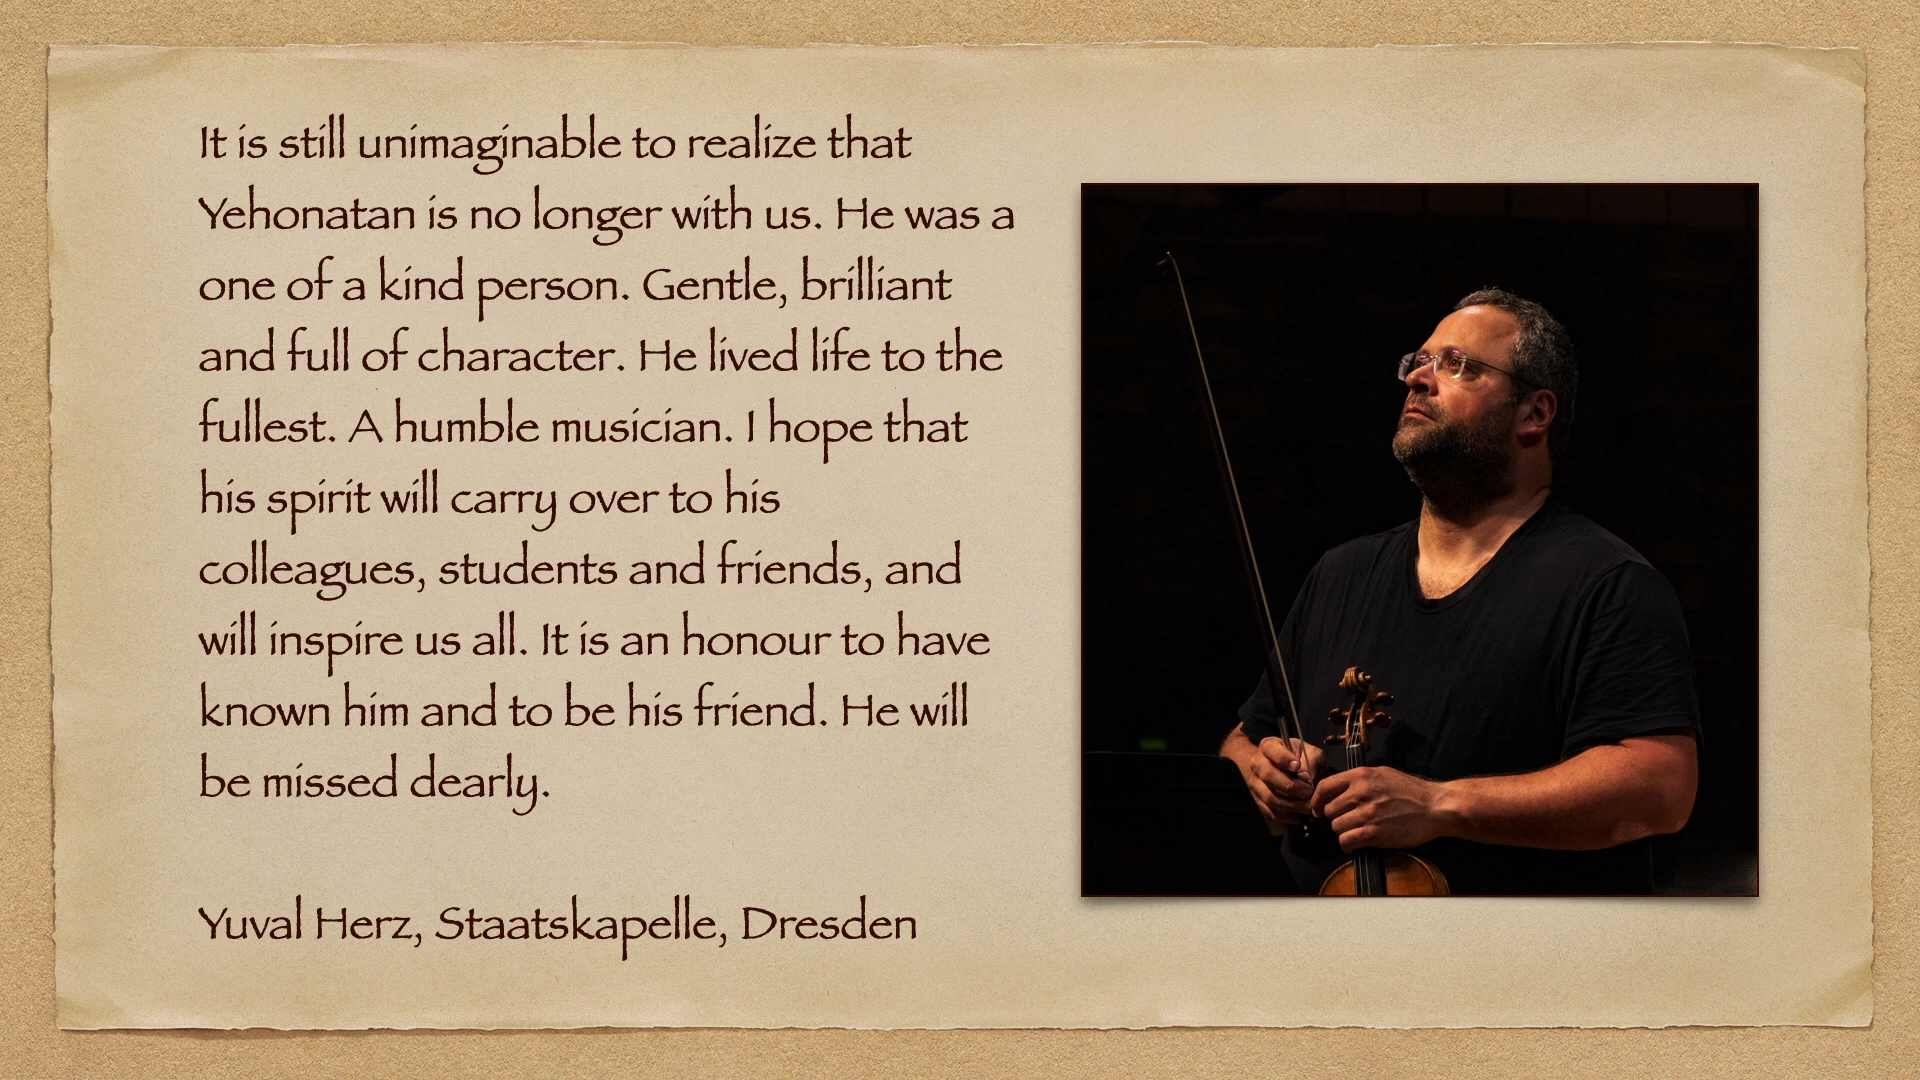 It is still unimaginable to realize that
Yehonatan is no longer with us. He was a
one of a kind person. Gentle, brilliant
and full of character. He lived life to the
fullest. A humble musician. I hope that
his spirit will carry over to his
colleagues, students and friends, and
will inspire us all. It is an honour to have
known him and to be his friend. He will
be missed dearly.
Yuval Herz, Staatskapelle, Dresden